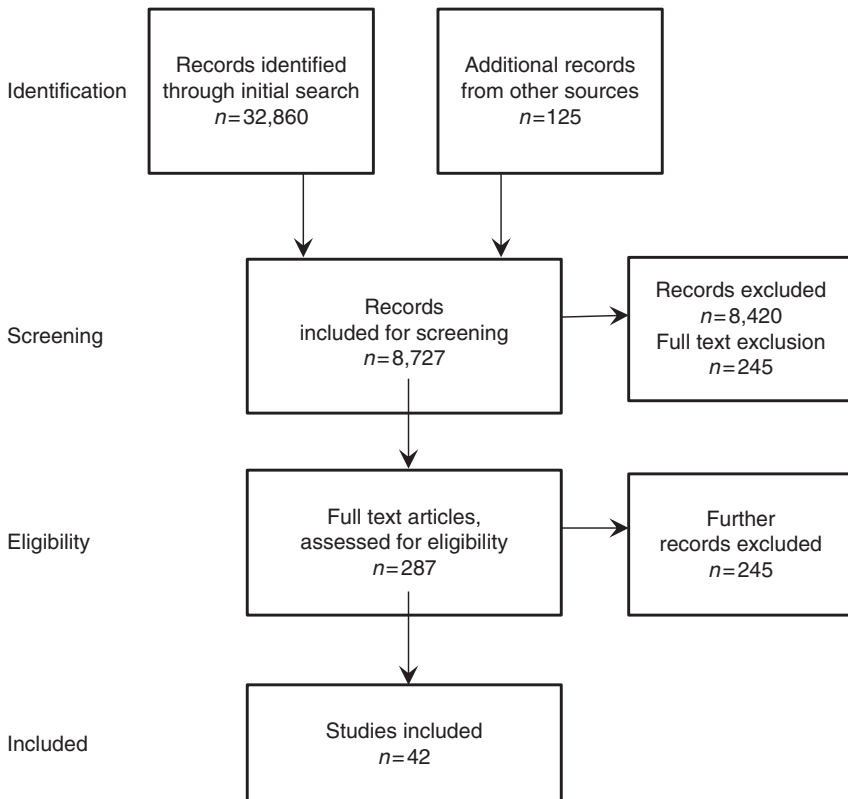 Identification
Records identified
through initial search
n=32,860
Additional records
from other sources
n=125
Screening
Records
included for screening
n=8,727
Records excluded
n=8,420
Full text exclusion
n=245
Eligibility
Full text articles,
assessed for eligibility
n=287
Further
records excluded
n=245
Included
Studies included
n=42